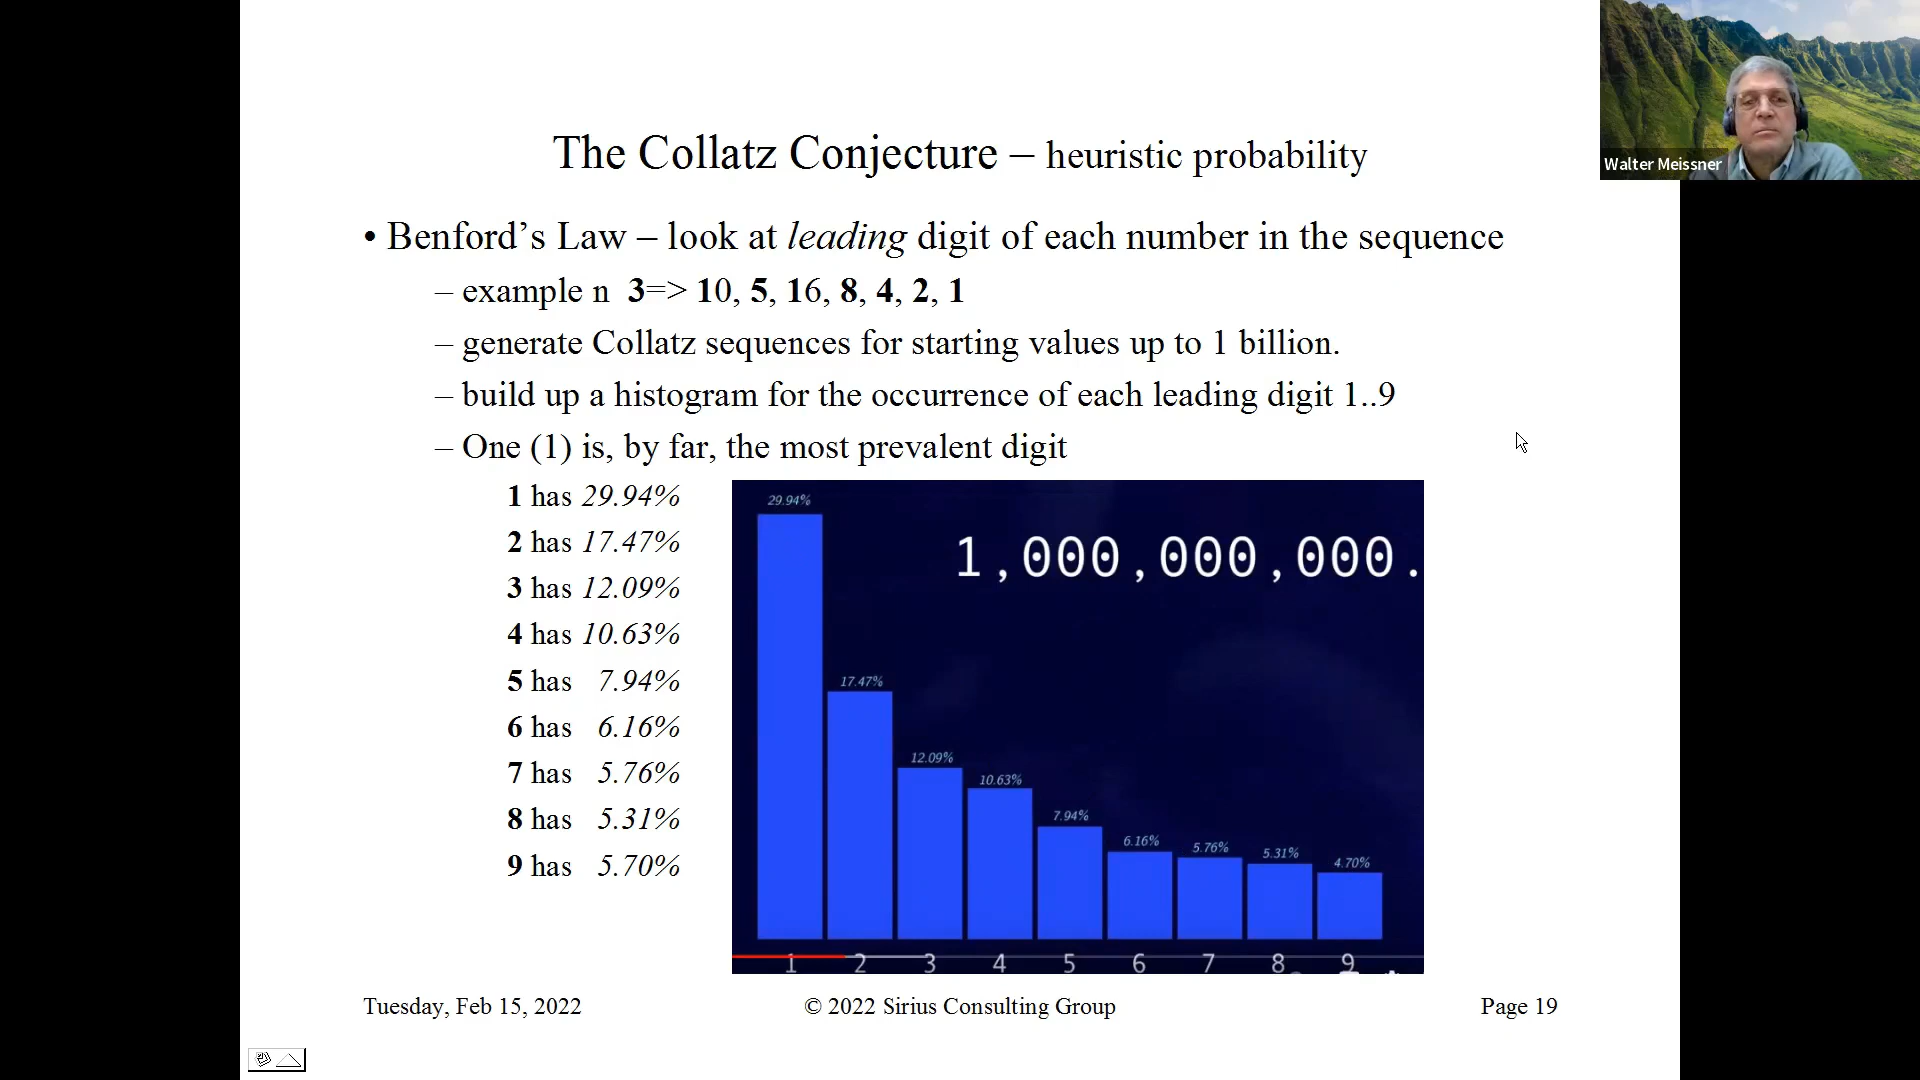 The Collatz Conjecture – heuristic probability
• Benford's Law – look at leading digit of each number in the sequence
– example n 3=> 10, 5, 16, 8, 4, 2, 1
– generate Collatz sequences for starting values up to 1 billion.
– build up a histogram for the occurrence of each leading digit 1..9
– One (1) is, by far, the most prevalent digit
1 has 29.94%
2 has 17.47%
3 has 12.09%
4 has 10.63%
5 has 7.94%
6 has 6.16%
7 has 5.76%
8 has 5.31%
9 has 5.70%
29.94%
1,000,000,000.
17.47%
12.09%
10.63%
7.94%
6.16%
5.76%
5.31%
4.70%
1 2 3 4 5 6 7 8 9
Tuesday, Feb 15, 2022 © 2022 Sirius Consulting Group Page 19
Walter Meissner